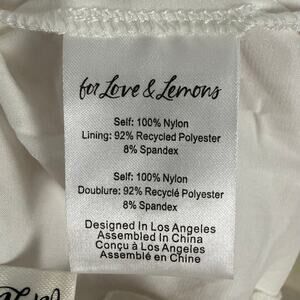 for Love & Lemons
Self: 100% Nylon
Lining: 92% Recycled Polyester
8% Spandex
Self: 100% Nylon
Doublure: 92% Recyclé Polyester
8% Spandex
Designed In Los Angeles
Assembled In China
Conçu à Los Angeles
Assemblé en Chine